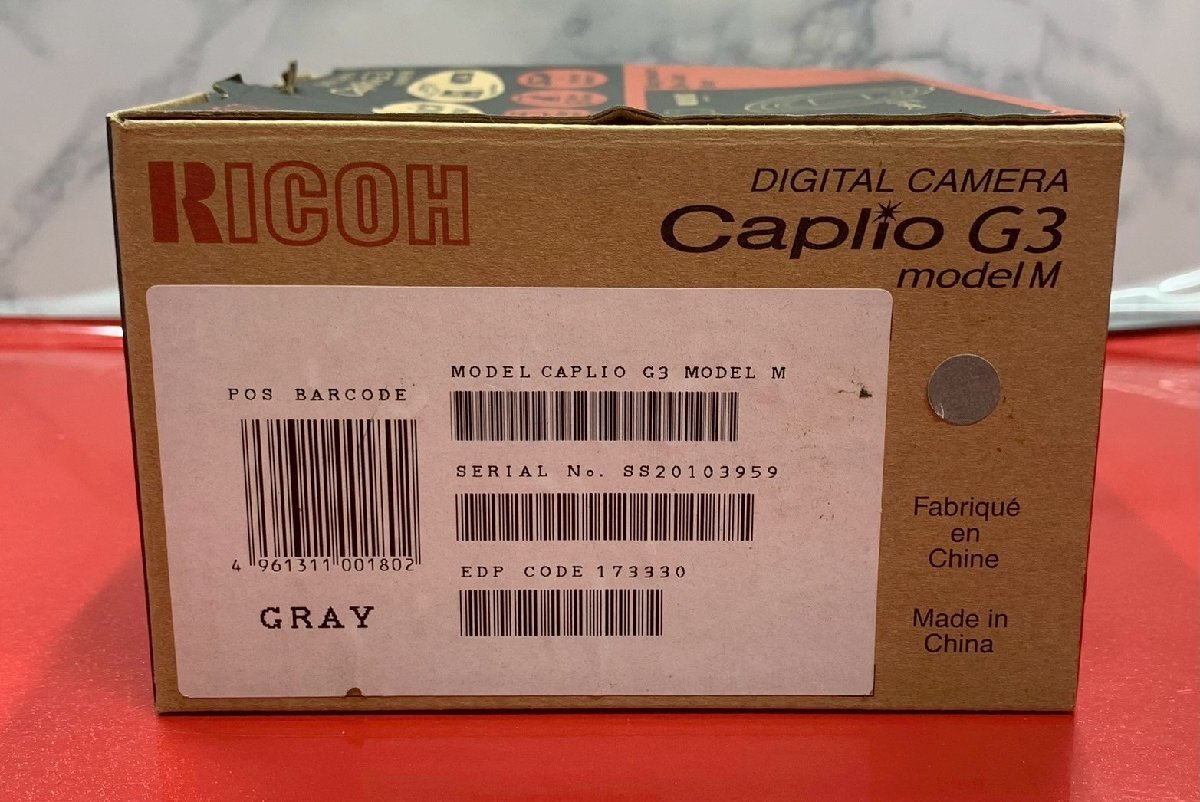 RICOH
DIGITAL CAMERA
Caplio G3
model M
POS BARCODE
4 961311 001802
GRAY
MODEL CAPLIO G3 MODEL M
SERIAL No. SS20103959
EDP CODE 173330
Fabriqué
en
Chine
Made in
China